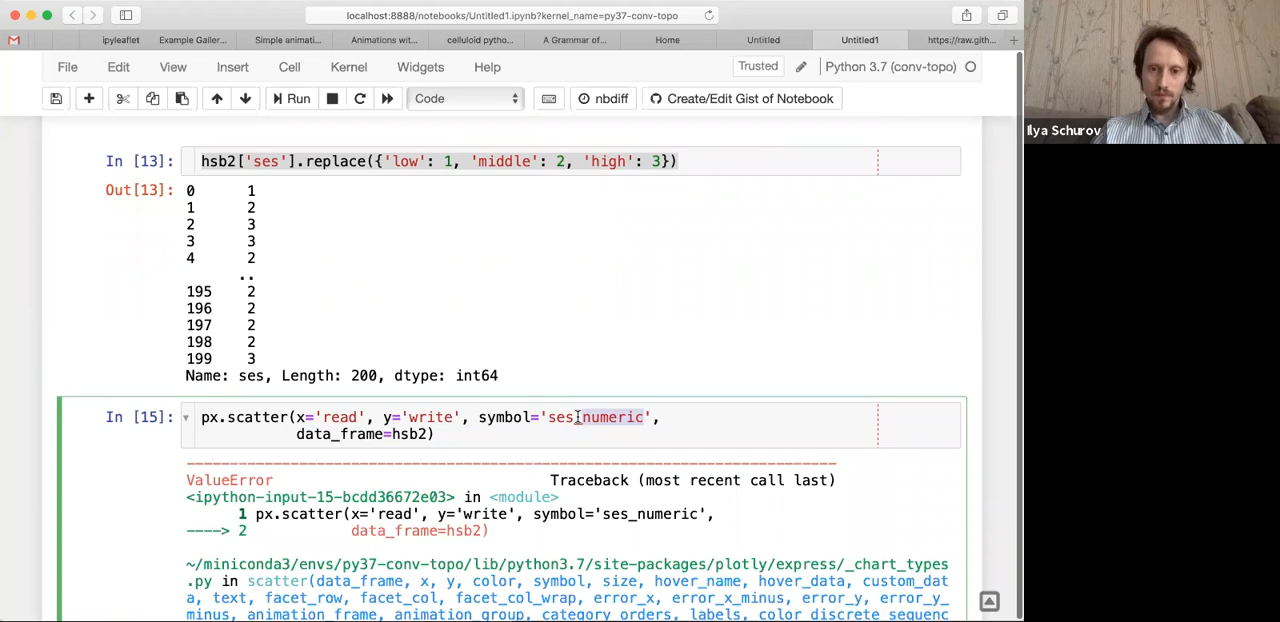 localhost:8888/notebooks/Untitled1.ipynb?kernel_name=py37-conv-topo
ipyleaflet Example Galler... Simple animati... Animations wit... celluloid pytho... A Grammar of... Home Untitled Untitled1 https://raw.gith...
File Edit View Insert Cell Kernel Widgets Help Trusted Python 3.7 (conv-topo)
Run Code nbdiff Create/Edit Gist of Notebook
Ilya Schurov
In [13]: hsb2['ses'].replace({'low': 1, 'middle': 2, 'high': 3})
Out[13]: 0 1
1 2
2 3
3 3
4 2
..
195 2
196 2
197 2
198 2
199 3
Name: ses, Length: 200, dtype: int64
In [15]: px.scatter(x='read', y='write', symbol='ses_numeric',
data_frame=hsb2)
---------------------------------------------------------------------------
ValueError Traceback (most recent call last)
<ipython-input-15-bcdd36672e03> in <module>
1 px.scatter(x='read', y='write', symbol='ses_numeric',
----> 2 data_frame=hsb2)
~/miniconda3/envs/py37-conv-topo/lib/python3.7/site-packages/plotly/express/_chart_types
.py in scatter(data_frame, x, y, color, symbol, size, hover_name, hover_data, custom_dat
a, text, facet_row, facet_col, facet_col_wrap, error_x, error_x_minus, error_y, error_y_
minus, animation_frame, animation_group, category_orders, labels, color_discrete_sequenc